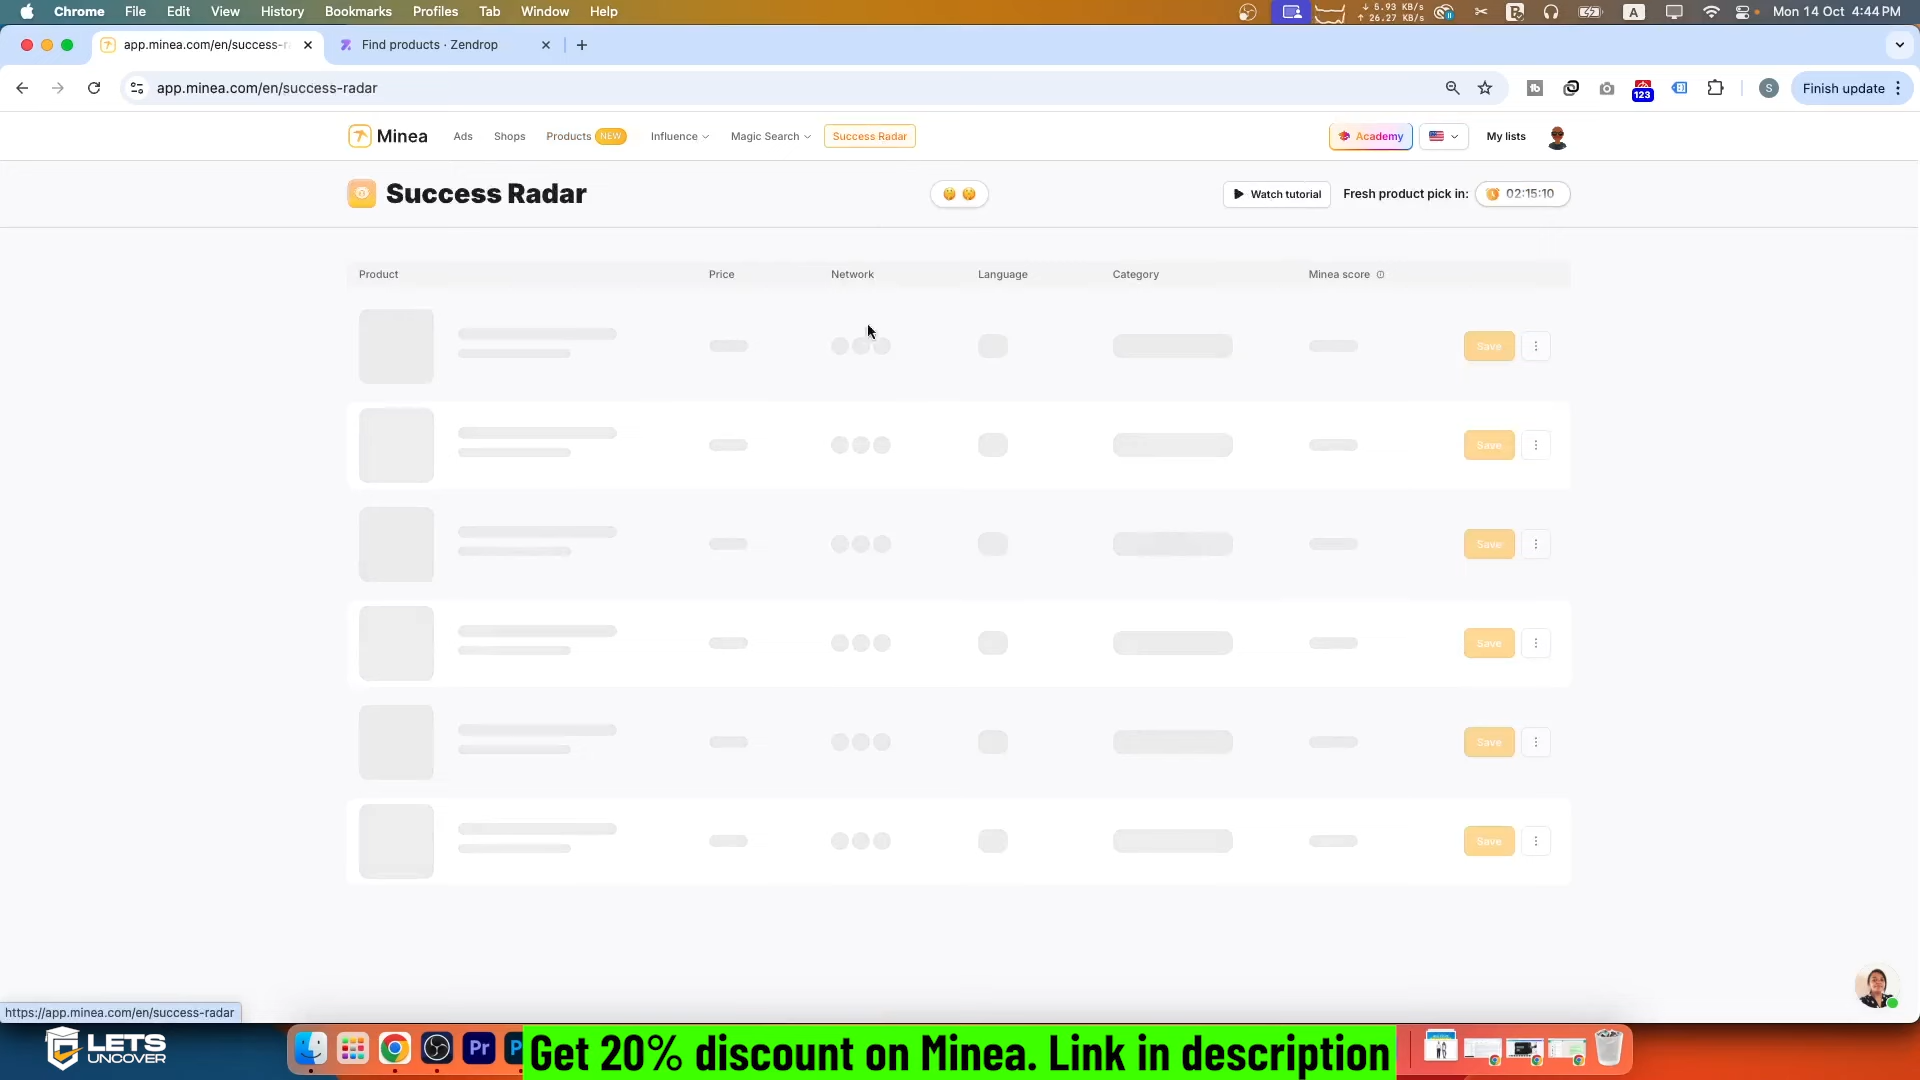 Chrome File Edit View History Bookmarks Profiles Tab Window Help
5.93 KB/s
26.27 KB/s
A
Mon 14 Oct 4:44 PM
app.minea.com/en/success-r
Find products · Zendrop
app.minea.com/en/success-radar
123
S
Finish update
Minea Ads Shops Products NEW Influence Magic Search Success Radar Academy My lists
Success Radar
Watch tutorial Fresh product pick in: 02:15:10
Product Price Network Language Category Minea score
Save
Save
Save
Save
Save
Save
https://app.minea.com/en/success-radar
LETS
UNCOVER
Pr
P
Get 20% discount on Minea. Link in description